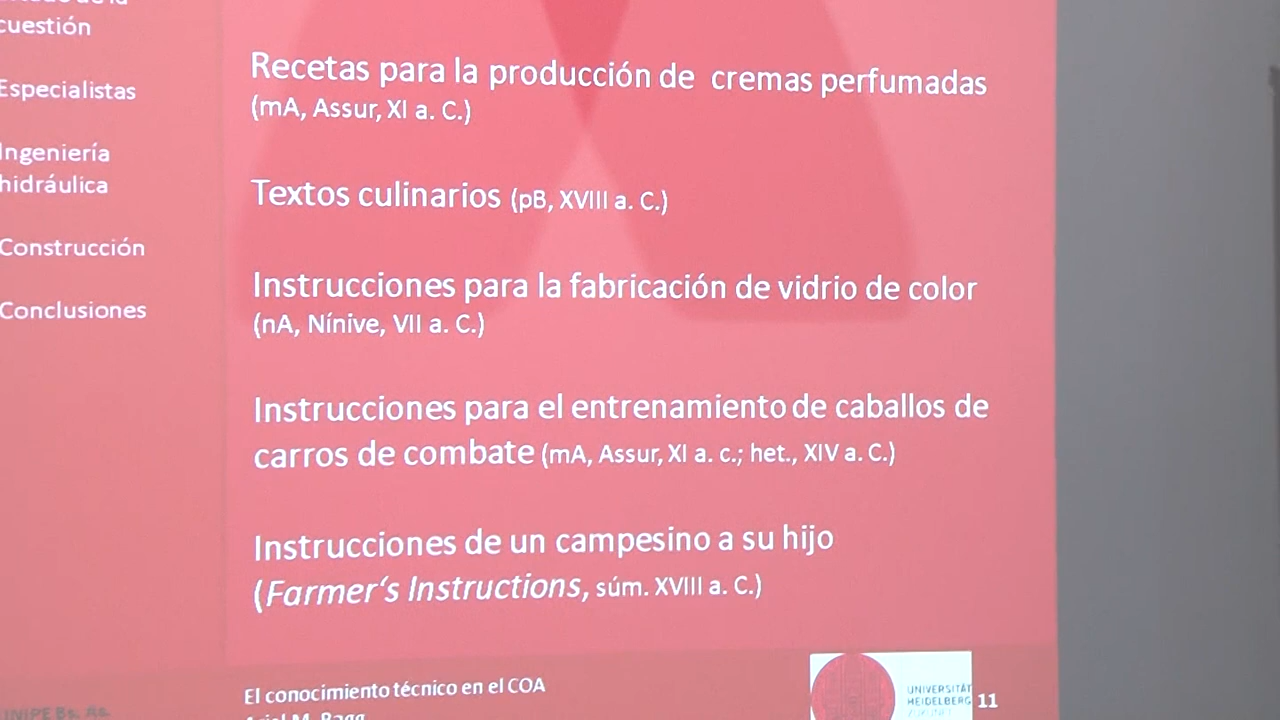 cuestión
Especialistas
Ingeniería
hidráulica
Construcción
Conclusiones
Recetas para la producción de cremas perfumadas
(mA, Assur, XI a. C.)
Textos culinarios (pB, XVIII a. C.)
Instrucciones para la fabricación de vidrio de color
(nA, Nínive, VII a. C.)
Instrucciones para el entrenamiento de caballos de
carros de combate (mA, Assur, XI a. c.; het., XIV a. C.)
Instrucciones de un campesino a su hijo
(Farmer‘s Instructions, súm. XVIII a. C.)
El conocimiento técnico en el COA
Ariel M. Bagg
UNIVERSITÄT
HEIDELBERG
11